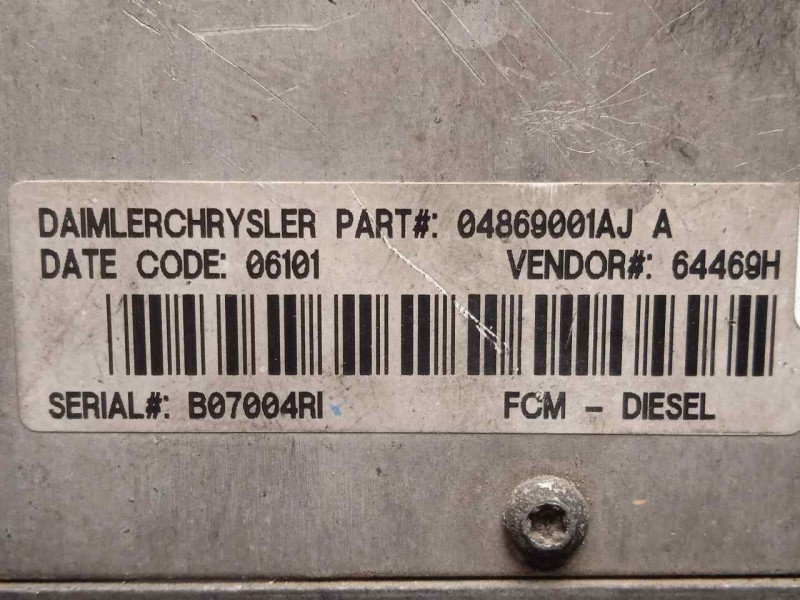 DAIMLERCHRYSLER PART#: 04869001AJ A
DATE CODE: 06101 VENDOR#: 64469H
SERIAL#: B07004RI FCM - DIESEL